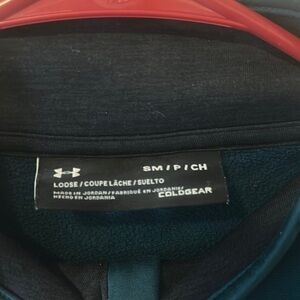 SM / P / CH
LOOSE / COUPE LÂCHE / SUELTO
MADE IN JORDAN / FABRIQUÉ EN JORDANIE/
HECHO EN JORDANIA
COLDGEAR